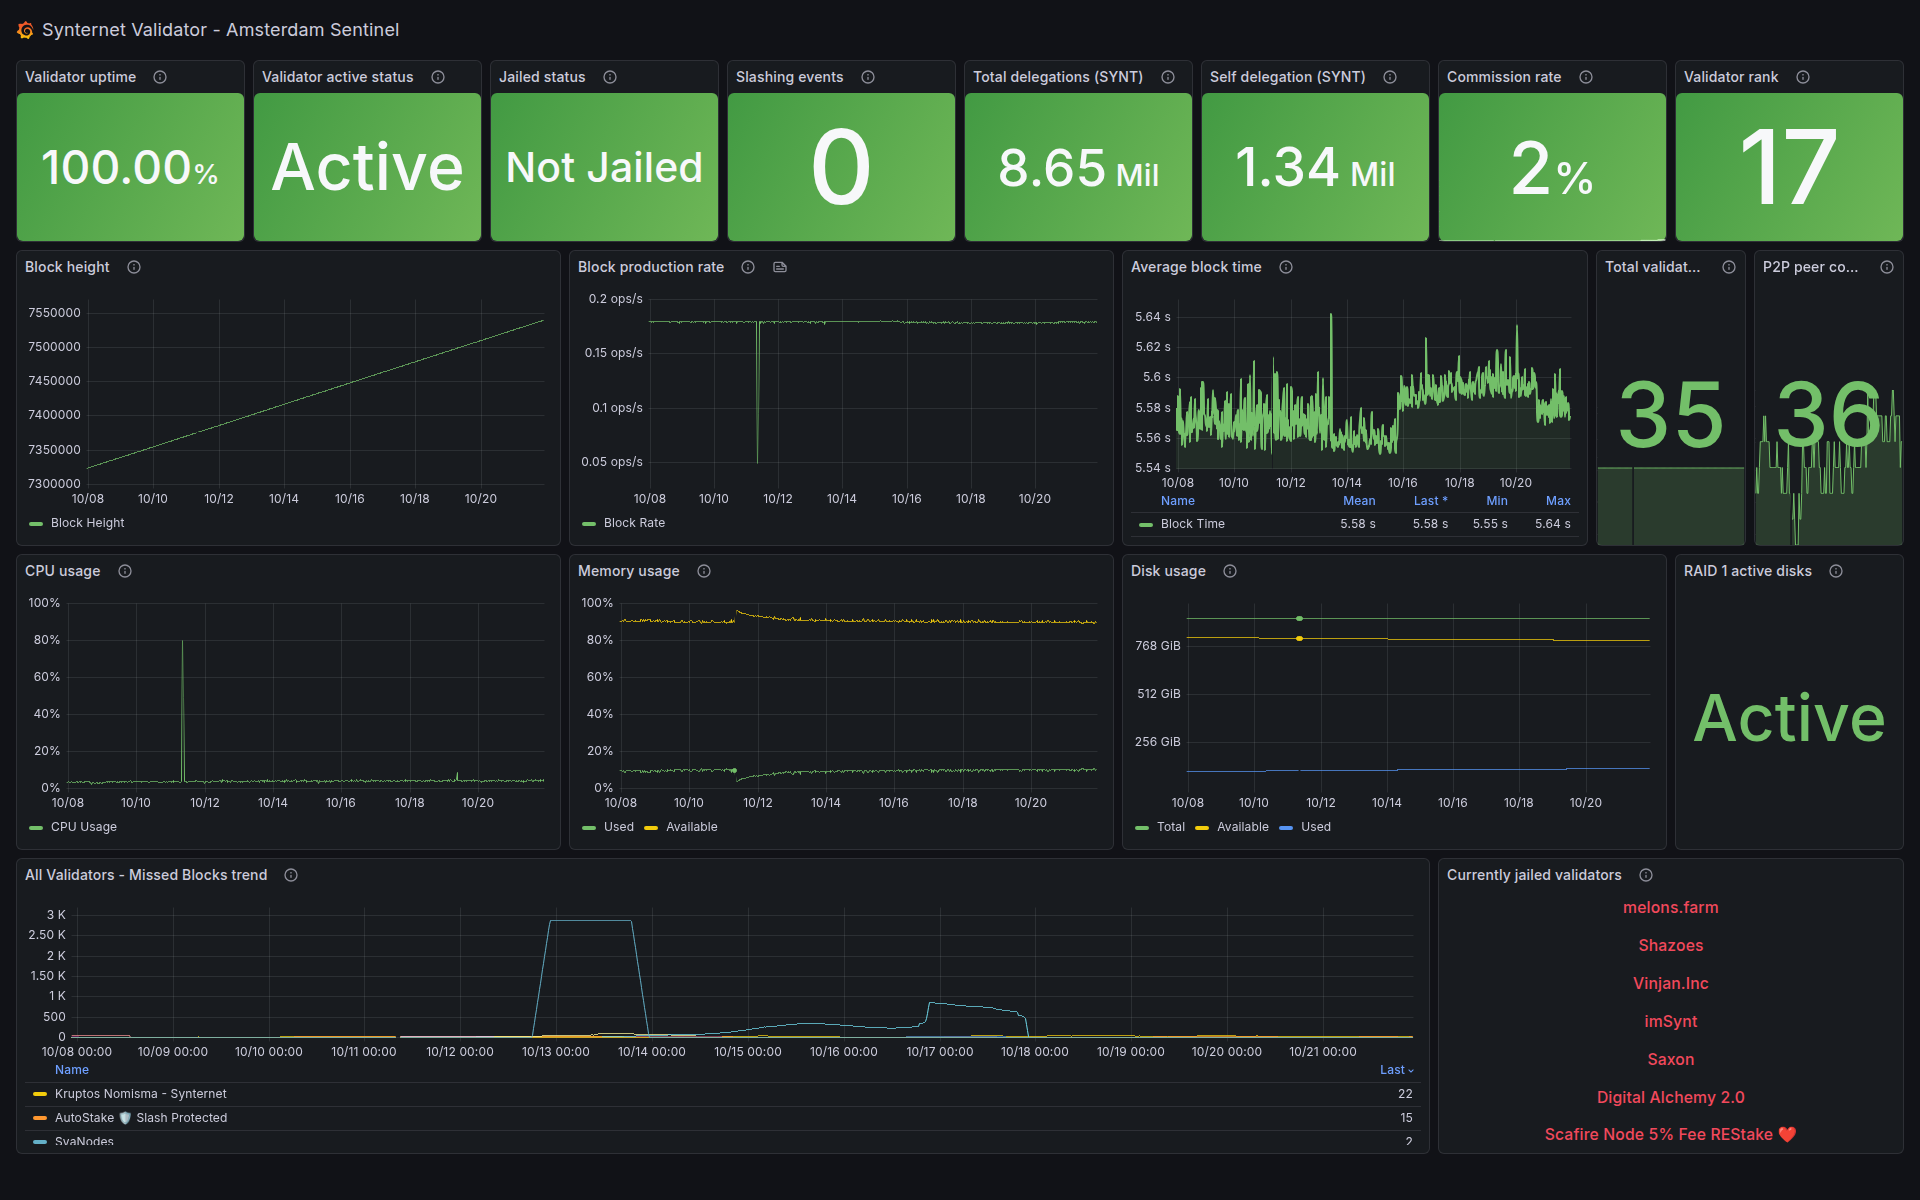 Synternet Validator - Amsterdam Sentinel
Validator uptime
100.00%
Validator active status
Active
Jailed status
Not Jailed
Slashing events
0
Total delegations (SYNT)
8.65 Mil
Self delegation (SYNT)
1.34 Mil
Commission rate
2%
Validator rank
17
Block height
7550000
7500000
7450000
7400000
7350000
7300000
10/08 10/10 10/12 10/14 10/16 10/18 10/20
Block Height
Block production rate
0.2 ops/s
0.15 ops/s
0.1 ops/s
0.05 ops/s
10/08 10/10 10/12 10/14 10/16 10/18 10/20
Block Rate
Average block time
5.64 s
5.62 s
5.6 s
5.58 s
5.56 s
5.54 s
10/08 10/10 10/12 10/14 10/16 10/18 10/20
Name Mean Last * Min Max
Block Time 5.58 s 5.58 s 5.55 s 5.64 s
Total validat...
35
P2P peer co...
36
CPU usage
100%
80%
60%
40%
20%
0%
10/08 10/10 10/12 10/14 10/16 10/18 10/20
CPU Usage
Memory usage
100%
80%
60%
40%
20%
0%
10/08 10/10 10/12 10/14 10/16 10/18 10/20
Used Available
Disk usage
768 GiB
512 GiB
256 GiB
10/08 10/10 10/12 10/14 10/16 10/18 10/20
Total Available Used
RAID 1 active disks
Active
All Validators - Missed Blocks trend
3 K
2.50 K
2 K
1.50 K
1 K
500
0
10/08 00:00 10/09 00:00 10/10 00:00 10/11 00:00 10/12 00:00 10/13 00:00 10/14 00:00 10/15 00:00 10/16 00:00 10/17 00:00 10/18 00:00 10/19 00:00 10/20 00:00 10/21 00:00
Name Last
Kruptos Nomisma - Synternet 22
AutoStake 🛡️ Slash Protected 15
SvaNodes 2
Currently jailed validators
melons.farm
Shazoes
Vinjan.Inc
imSynt
Saxon
Digital Alchemy 2.0
Scafire Node 5% Fee REStake ❤️